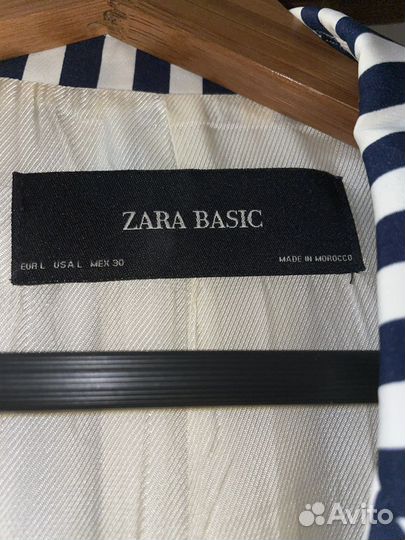 ZARA BASIC
EUR L USA L MEX 30 MADE IN MOROCCO
Avito